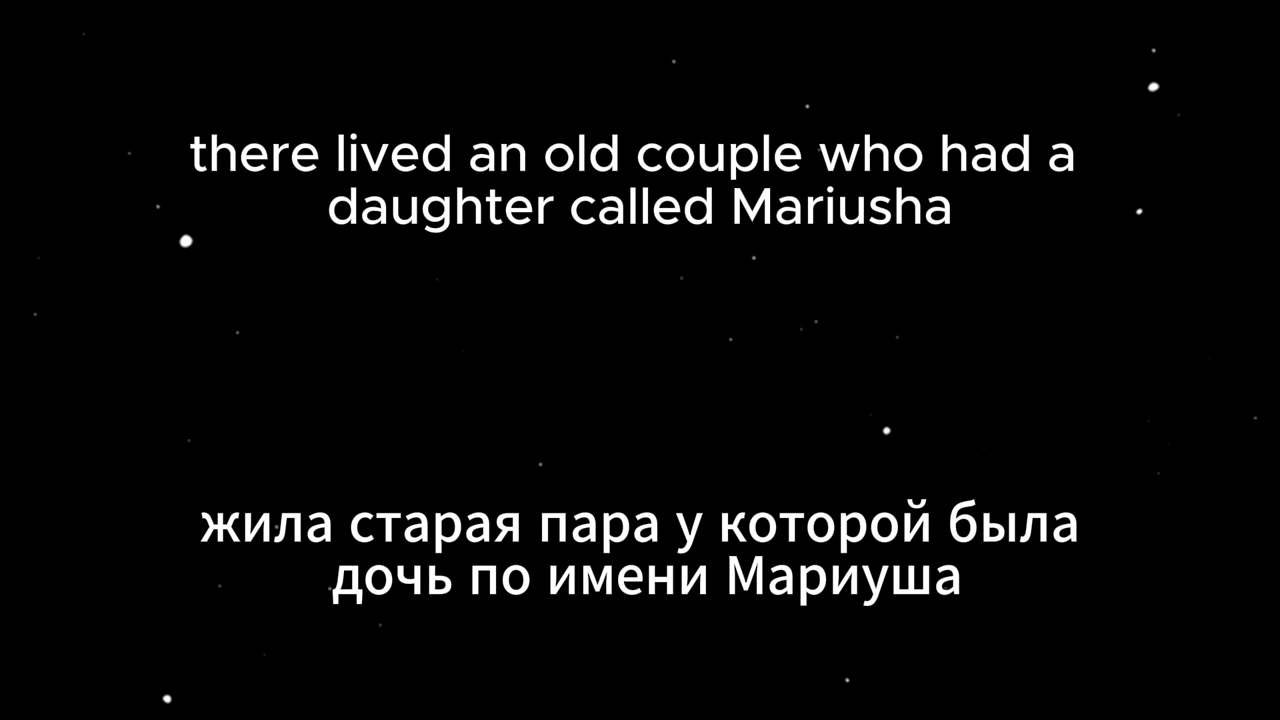 there lived an old couple who had a
daughter called Mariusha
жила старая пара у которой была
дочь по имени Мариуша